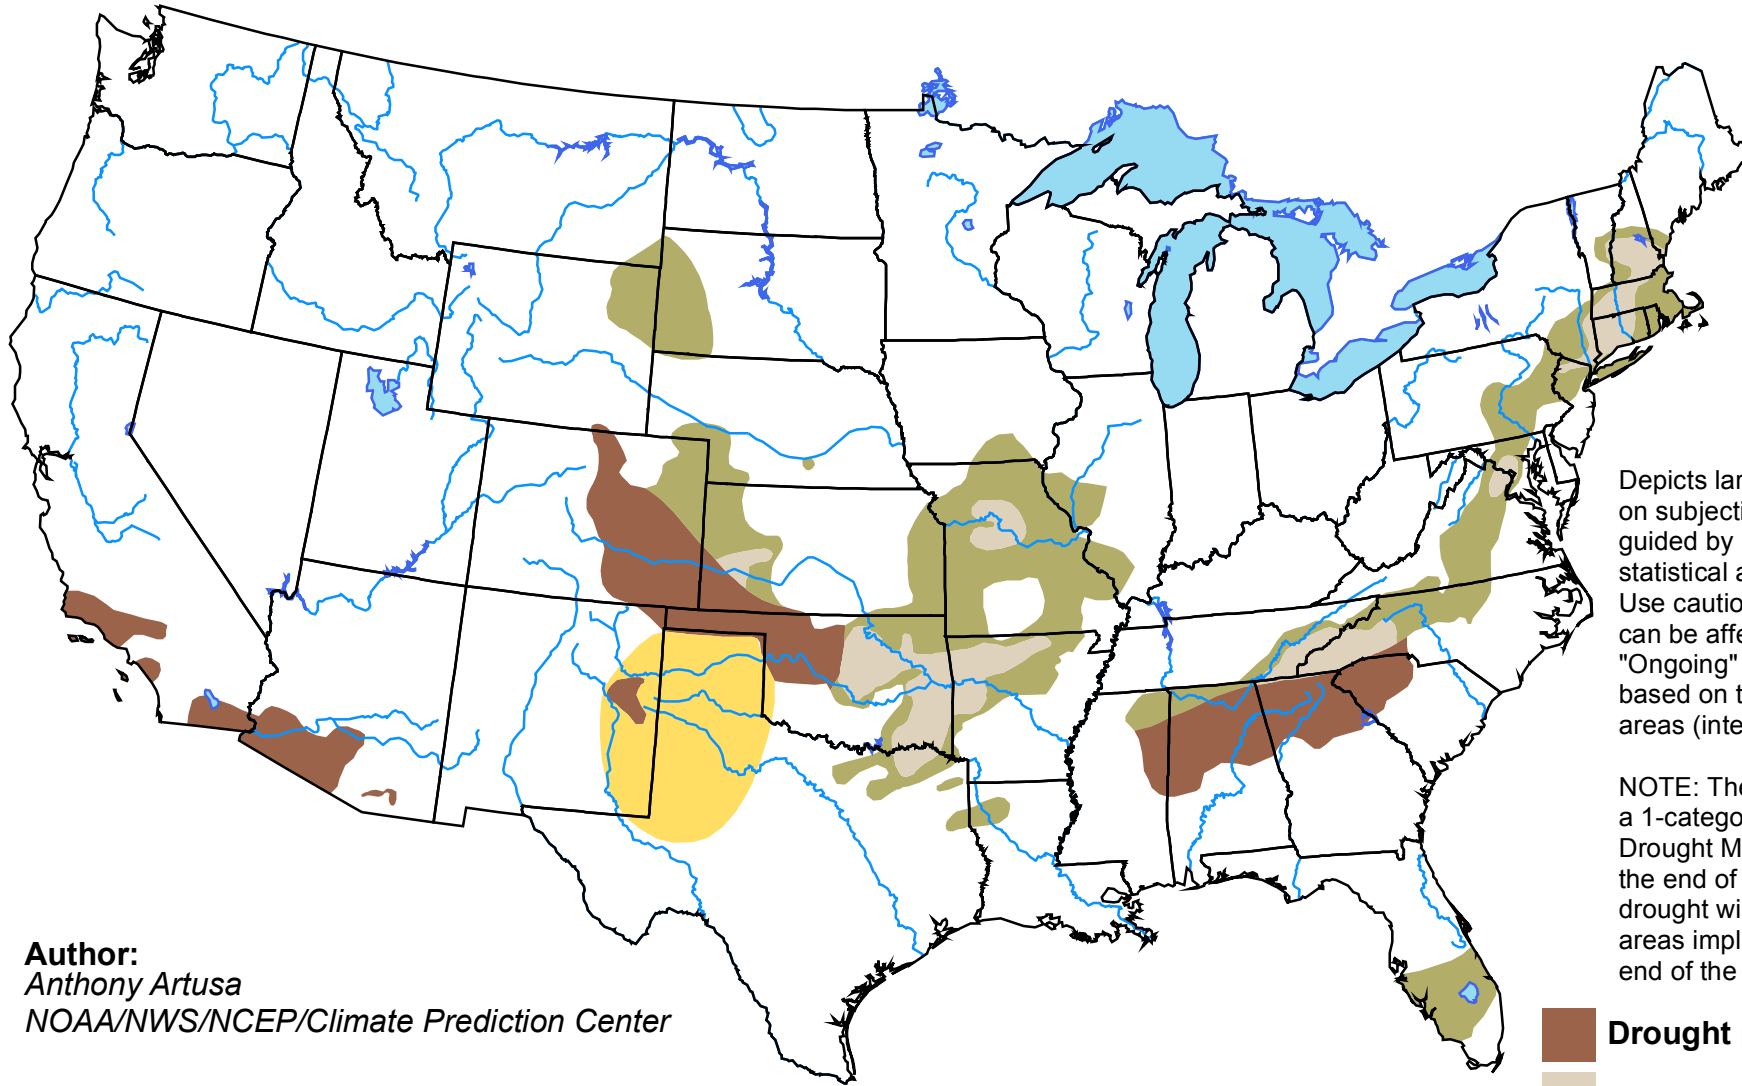 Depicts lar
on subjecti
guided by
statistical a
Use cautio
can be affe
"Ongoing"
based on t
areas (inte
NOTE: The
a 1-catego
Drought M
the end of
drought wi
areas impl
end of the
Author:
Anthony Artusa
NOAA/NWS/NCEP/Climate Prediction Center
Drought